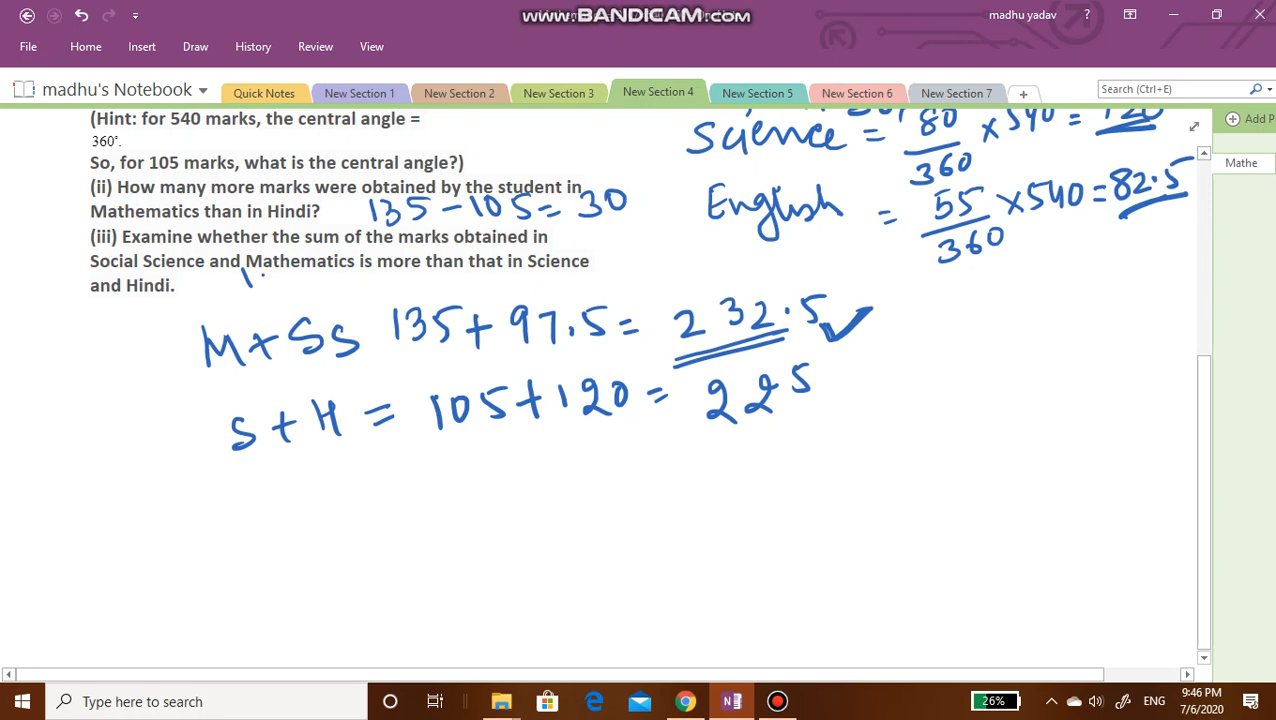 www.BANDICAM.com
madhu yadav
?
File Home Insert Draw History Review View
madhu's Notebook
Quick Notes New Section 1 New Section 2 New Section 3 New Section 4 New Section 5 New Section 6 New Section 7 +
Search (Ctrl+E)
Add P
Mathe
(Hint: for 540 marks, the central angle =
360°.
So, for 105 marks, what is the central angle?)
(ii) How many more marks were obtained by the student in
Mathematics than in Hindi? 135 - 105 = 30
(iii) Examine whether the sum of the marks obtained in
Social Science and Mathematics is more than that in Science
and Hindi.
Science = 80/360 × 540 = 120
English = 55/360 × 540 = 82.5
M + SS 135 + 97.5 = 232.5 ✓
S + H = 105 + 120 = 225
Type here to search
26%
ENG
9:46 PM
7/6/2020